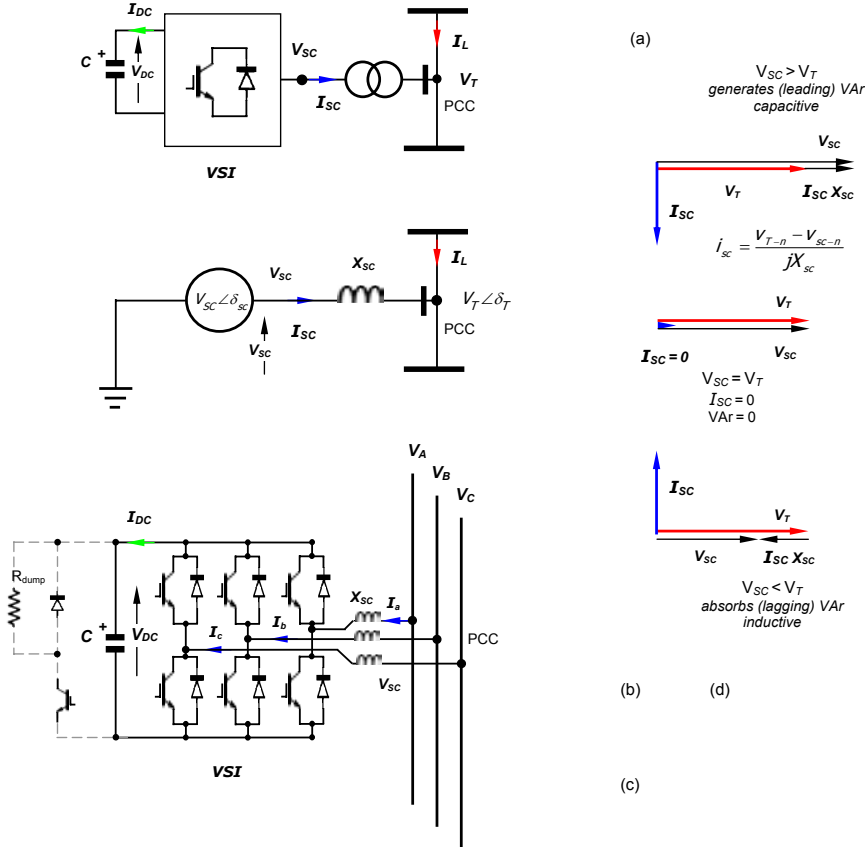 I_DC
C
+
V_DC
V_SC
I_SC
I_L
V_T
PCC
VSI
(a)
V_SC > V_T
generates (leading) VAr
capacitive
V_SC
V_T
I_SC X_SC
I_SC
i_sc = (v_T−n − v_sc−n) / jX_sc
V_SC∠δ_sc
V_SC
V_SC
I_SC
X_SC
I_L
V_T∠δ_T
PCC
V_T
I_SC = 0
V_SC
V_SC = V_T
I_SC = 0
VAr = 0
V_A
V_B
V_C
I_DC
R_dump
C
+
V_DC
I_c
I_b
I_a
X_SC
V_SC
PCC
VSI
I_SC
V_T
V_SC
I_SC X_SC
V_SC < V_T
absorbs (lagging) VAr
inductive
(b)
(d)
(c)